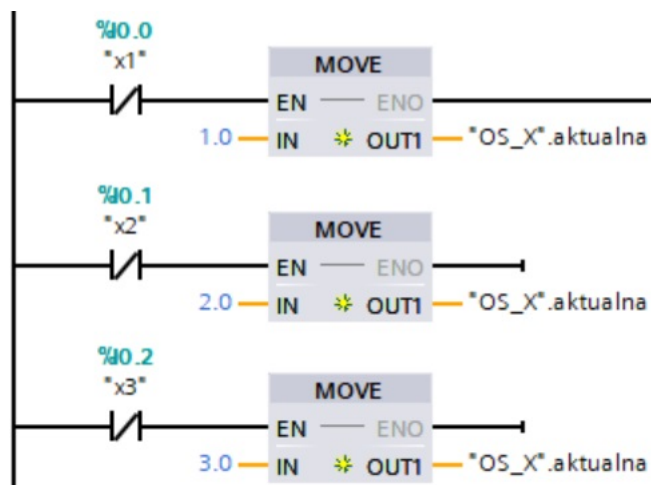 %I0.0
"x1"
MOVE
EN ENO
1.0 IN OUT1 "OS_X".aktualna
%I0.1
"x2"
MOVE
EN ENO
2.0 IN OUT1 "OS_X".aktualna
%I0.2
"x3"
MOVE
EN ENO
3.0 IN OUT1 "OS_X".aktualna